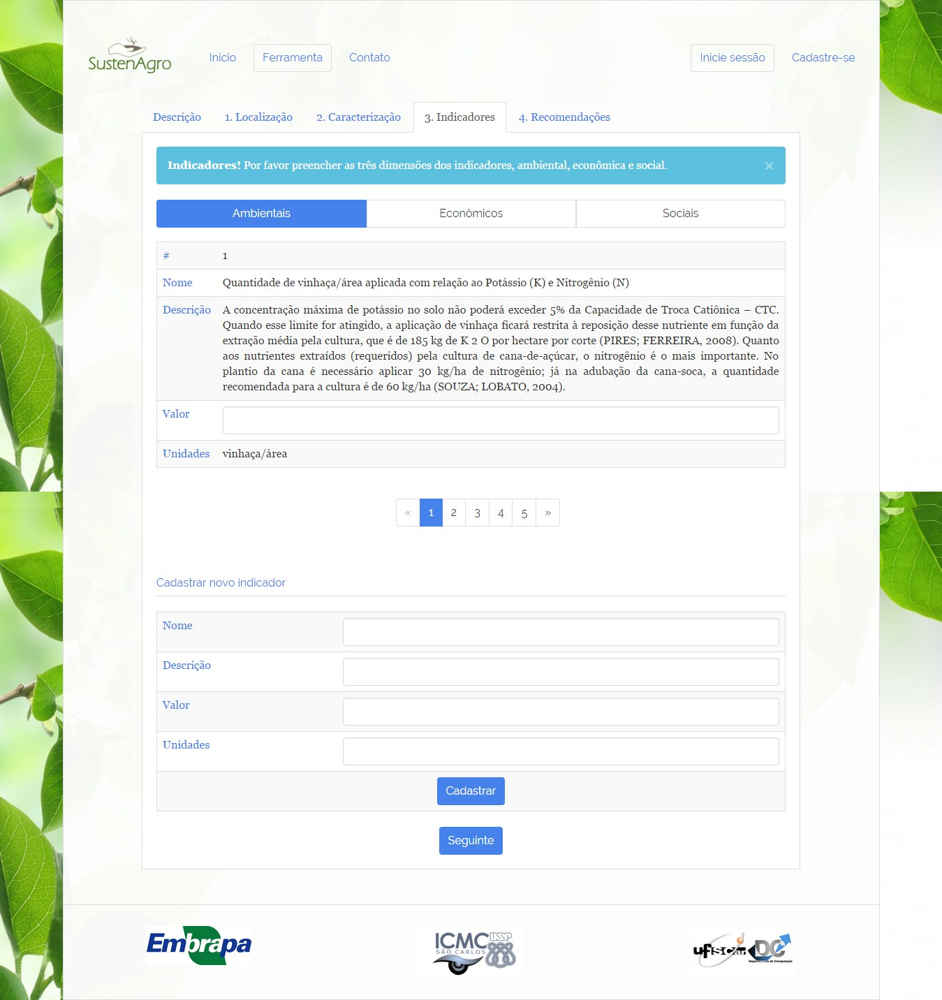 SustenAgro
Inicio
Ferramenta
Contato
Inicie sessão
Cadastre-se
Descrição
1. Localização
2. Caracterização
3. Indicadores
4. Recomendações
Indicadores! Por favor preencher as três dimensões dos indicadores, ambiental, econômica e social.
×
Ambientais
Econômicos
Sociais
# 1
Nome Quantidade de vinhaça/área aplicada com relação ao Potássio (K) e Nitrogênio (N)
Descrição A concentração máxima de potássio no solo não poderá exceder 5% da Capacidade de Troca Catiônica – CTC.
Quando esse limite for atingido, a aplicação de vinhaça ficará restrita à reposição desse nutriente em função da
extração média pela cultura, que é de 185 kg de K 2 O por hectare por corte (PIRES; FERREIRA, 2008). Quanto
aos nutrientes extraídos (requeridos) pela cultura de cana-de-açúcar, o nitrogênio é o mais importante. No
plantio da cana é necessário aplicar 30 kg/ha de nitrogênio; já na adubação da cana-soca, a quantidade
recomendada para a cultura é de 60 kg/ha (SOUZA; LOBATO, 2004).
Valor
Unidades vinhaça/área
« 1 2 3 4 5 »
Cadastrar novo indicador
Nome
Descrição
Valor
Unidades
Cadastrar
Seguinte
Embrapa
ICMC USP
SÃO CARLOS
ufscar DC
Departamento de Computação